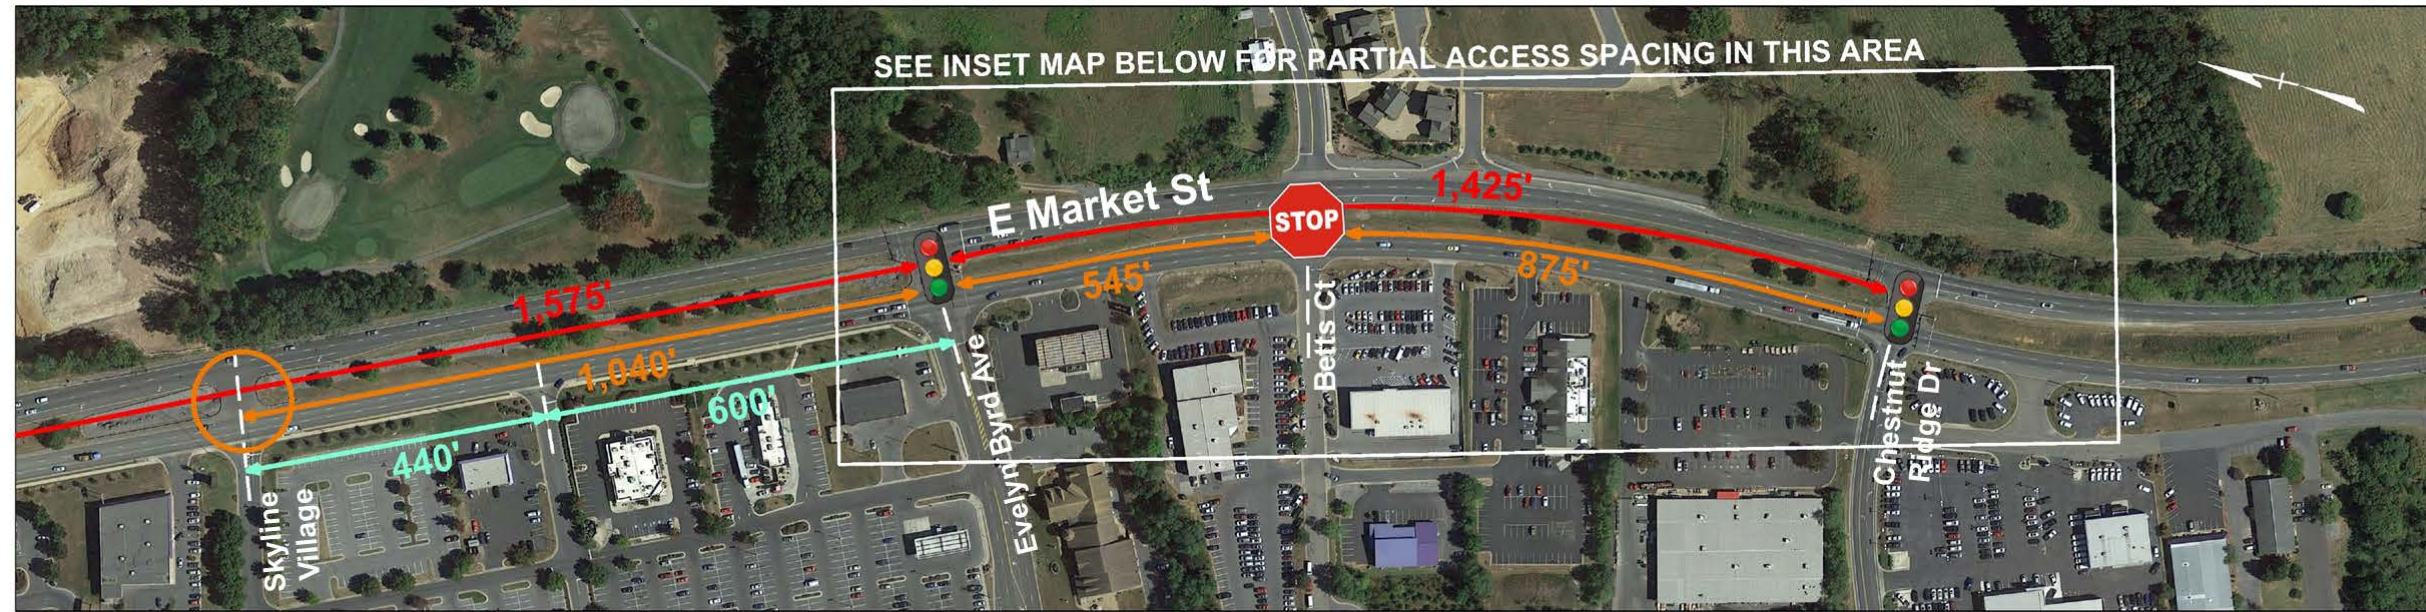 SEE INSET MAP BELOW FOR PARTIAL ACCESS SPACING IN THIS AREA
E Market St
1,425'
STOP
1,575'
545'
875'
1,040'
600'
440'
Skyline
Village
Evelyn Byrd Ave
Betts Ct
Chestnut
Ridge Dr